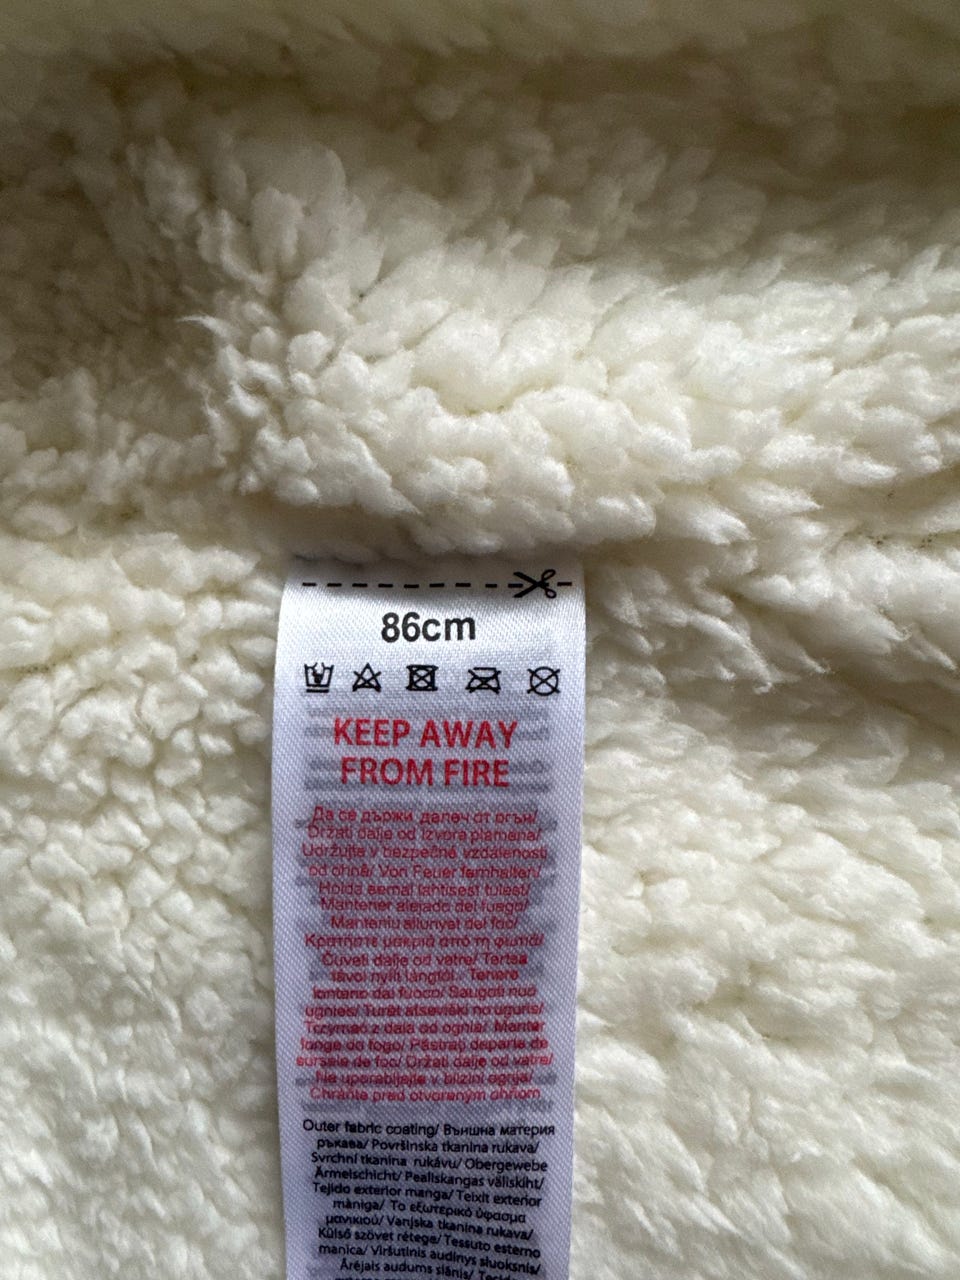 86cm
KEEP AWAY
FROM FIRE
Да се държи далеч от огън/
Držati dalje od izvora plamena/
Udržujte v bezpečné vzdálenosti
od ohně/ Von Feuer fernhalten/
Hoida eemal lahtisest tulest/
Mantener alejado del fuego/
Manteniu allunyat del foc/
Κρατήστε μακριά από τη φωτιά/
Čuvati dalje od vatre/ Tartsa
távol nyílt lángtól/ Tenere
lontano dal fuoco/ Saugoti nuo
ugnies/ Turēt atsevišķi no uguns/
Trzymać z dala od ognia/ Manter
longe do fogo/ Păstrați departe de
sursele de foc/ Držati dalje od vatre/
Ne uporabljajte v bližini ognja/
Chráňte pred otvoreným ohňom
Outer fabric coating/ Външна материя
ръкава/ Površinska tkanina rukava/
Svrchní tkanina rukávu/ Obergewebe
Ärmelschicht/ Pealiskangas väliskiht/
Tejido exterior manga/ Teixit exterior
màniga/ Το εξωτερικό ύφασμα
μανικιού/ Vanjska tkanina rukava/
Külső szövet rétege/ Tessuto esterno
manica/ Viršutinis audinys sluoksnis/
Ārējais audums slānis/